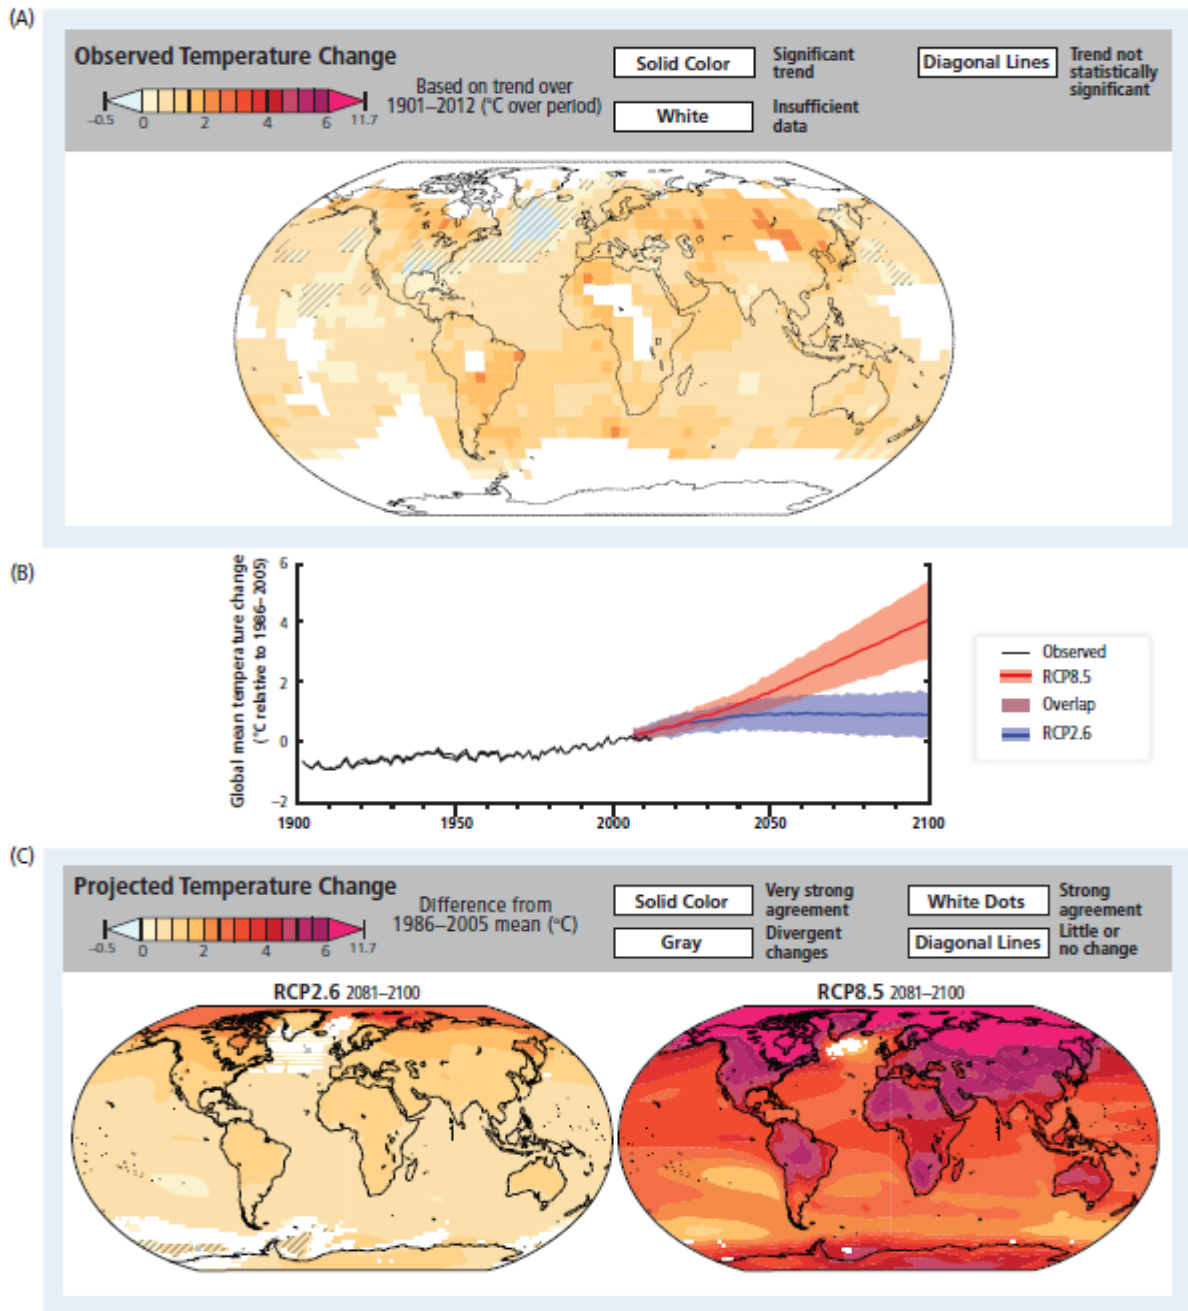 (A)
Observed Temperature Change
Based on trend over
1901–2012 (°C over period)
–0.5 0 2 4 6 11.7
Solid Color
Significant
trend
White
Insufficient
data
Diagonal Lines
Trend not
statistically
significant
(B)
Global mean temperature change
(°C relative to 1986–2005)
6
4
2
0
–2
1900 1950 2000 2050 2100
Observed
RCP8.5
Overlap
RCP2.6
(C)
Projected Temperature Change
Difference from
1986–2005 mean (°C)
–0.5 0 2 4 6 11.7
Solid Color
Very strong
agreement
Gray
Divergent
changes
White Dots
Strong
agreement
Diagonal Lines
Little or
no change
RCP2.6 2081–2100
RCP8.5 2081–2100